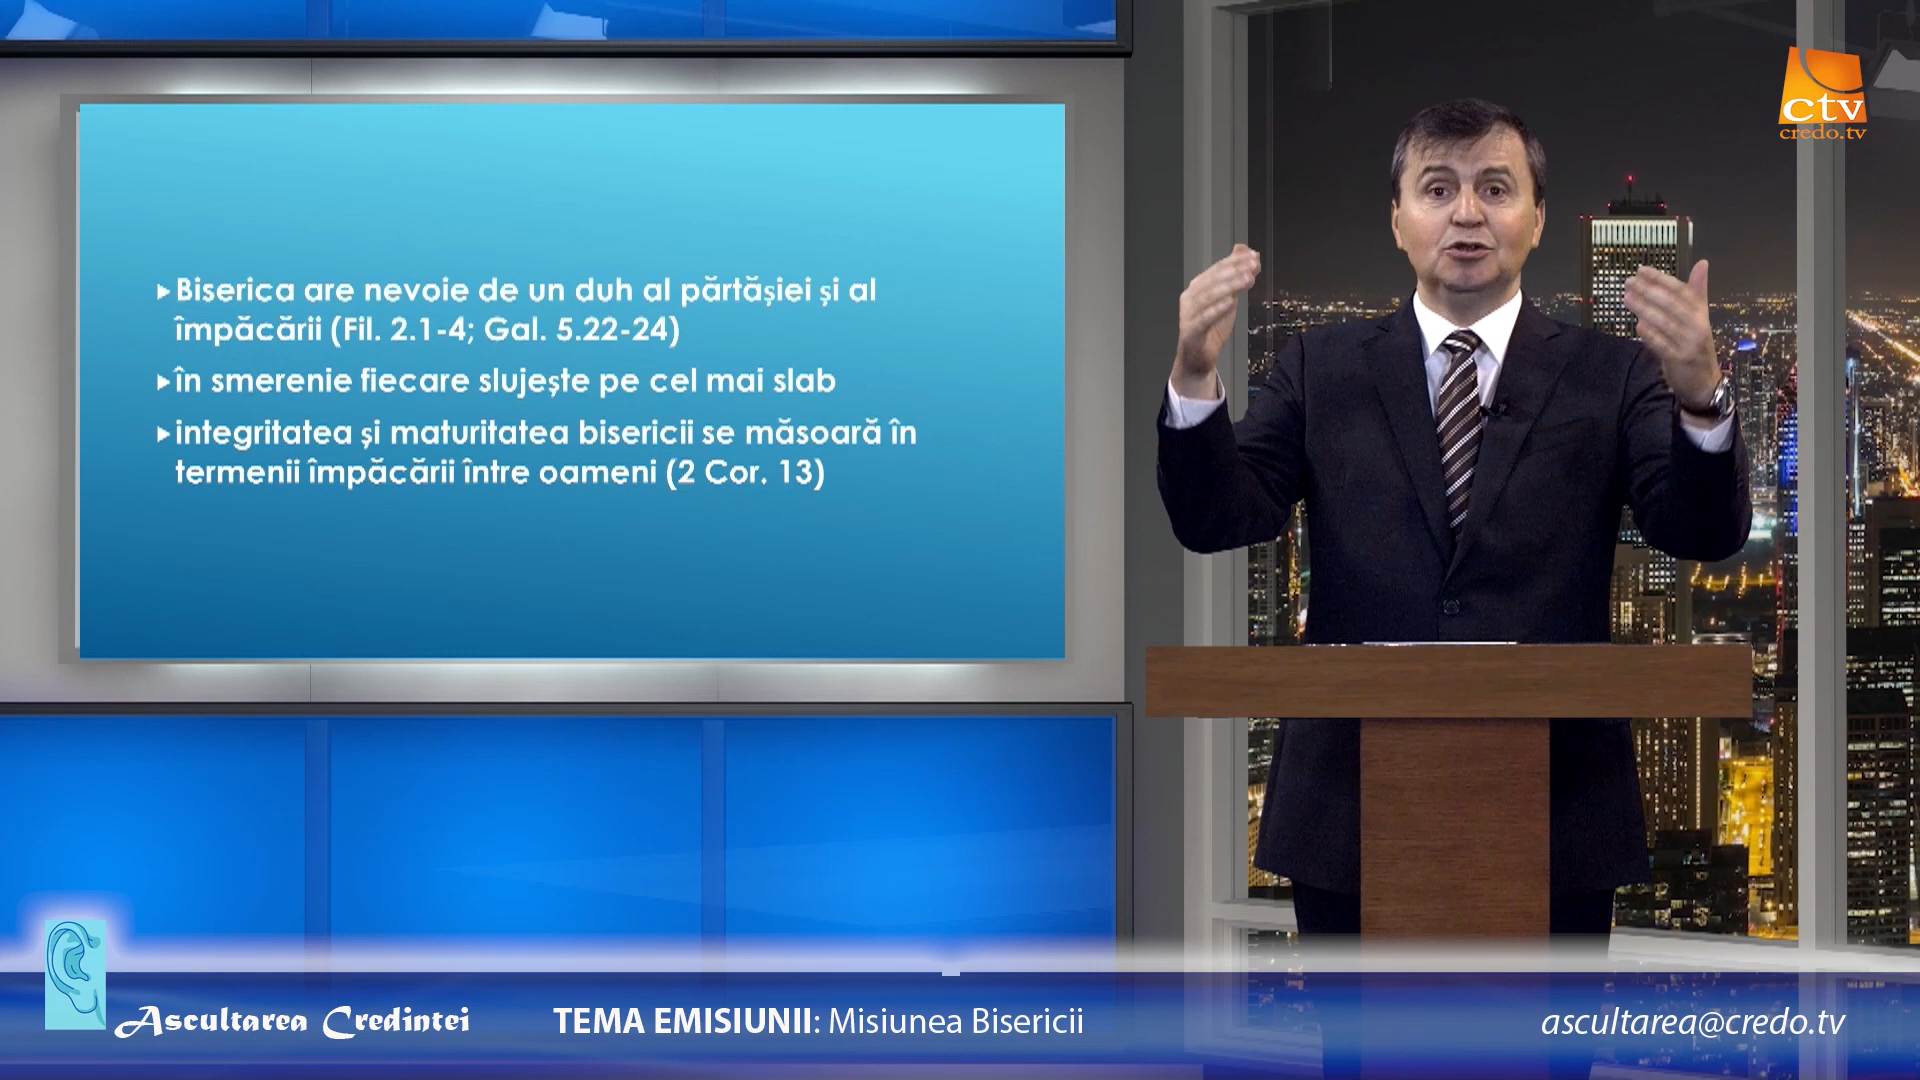 ctv
credo.tv
▸Biserica are nevoie de un duh al părtășiei și al
împăcării (Fil. 2.1-4; Gal. 5.22-24)
▸în smerenie fiecare slujește pe cel mai slab
▸integritatea și maturitatea bisericii se măsoară în
termenii împăcării între oameni (2 Cor. 13)
Ascultarea Credintei
TEMA EMISIUNII: Misiunea Bisericii
ascultarea@credo.tv